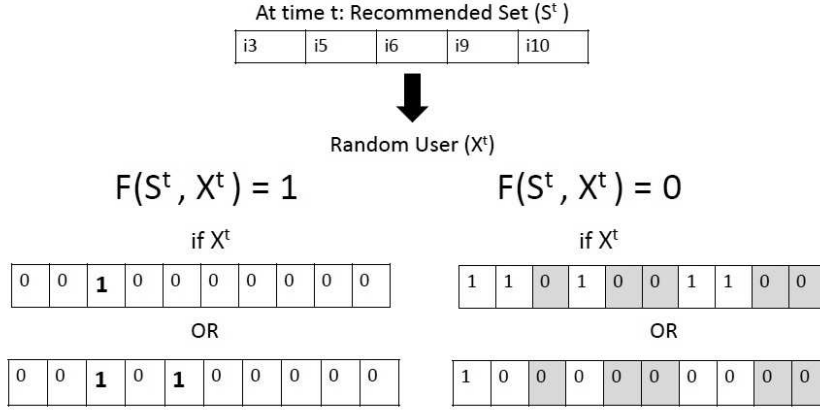 At time t: Recommended Set (Sᵗ )
i3 i5 i6 i9 i10
Random User (Xᵗ)
F(Sᵗ , Xᵗ ) = 1
F(Sᵗ , Xᵗ ) = 0
if Xᵗ
if Xᵗ
0 0 1 0 0 0 0 0 0 0
1 1 0 1 0 0 1 1 0 0
OR
OR
0 0 1 0 1 0 0 0 0 0
1 0 0 0 0 0 0 0 0 0